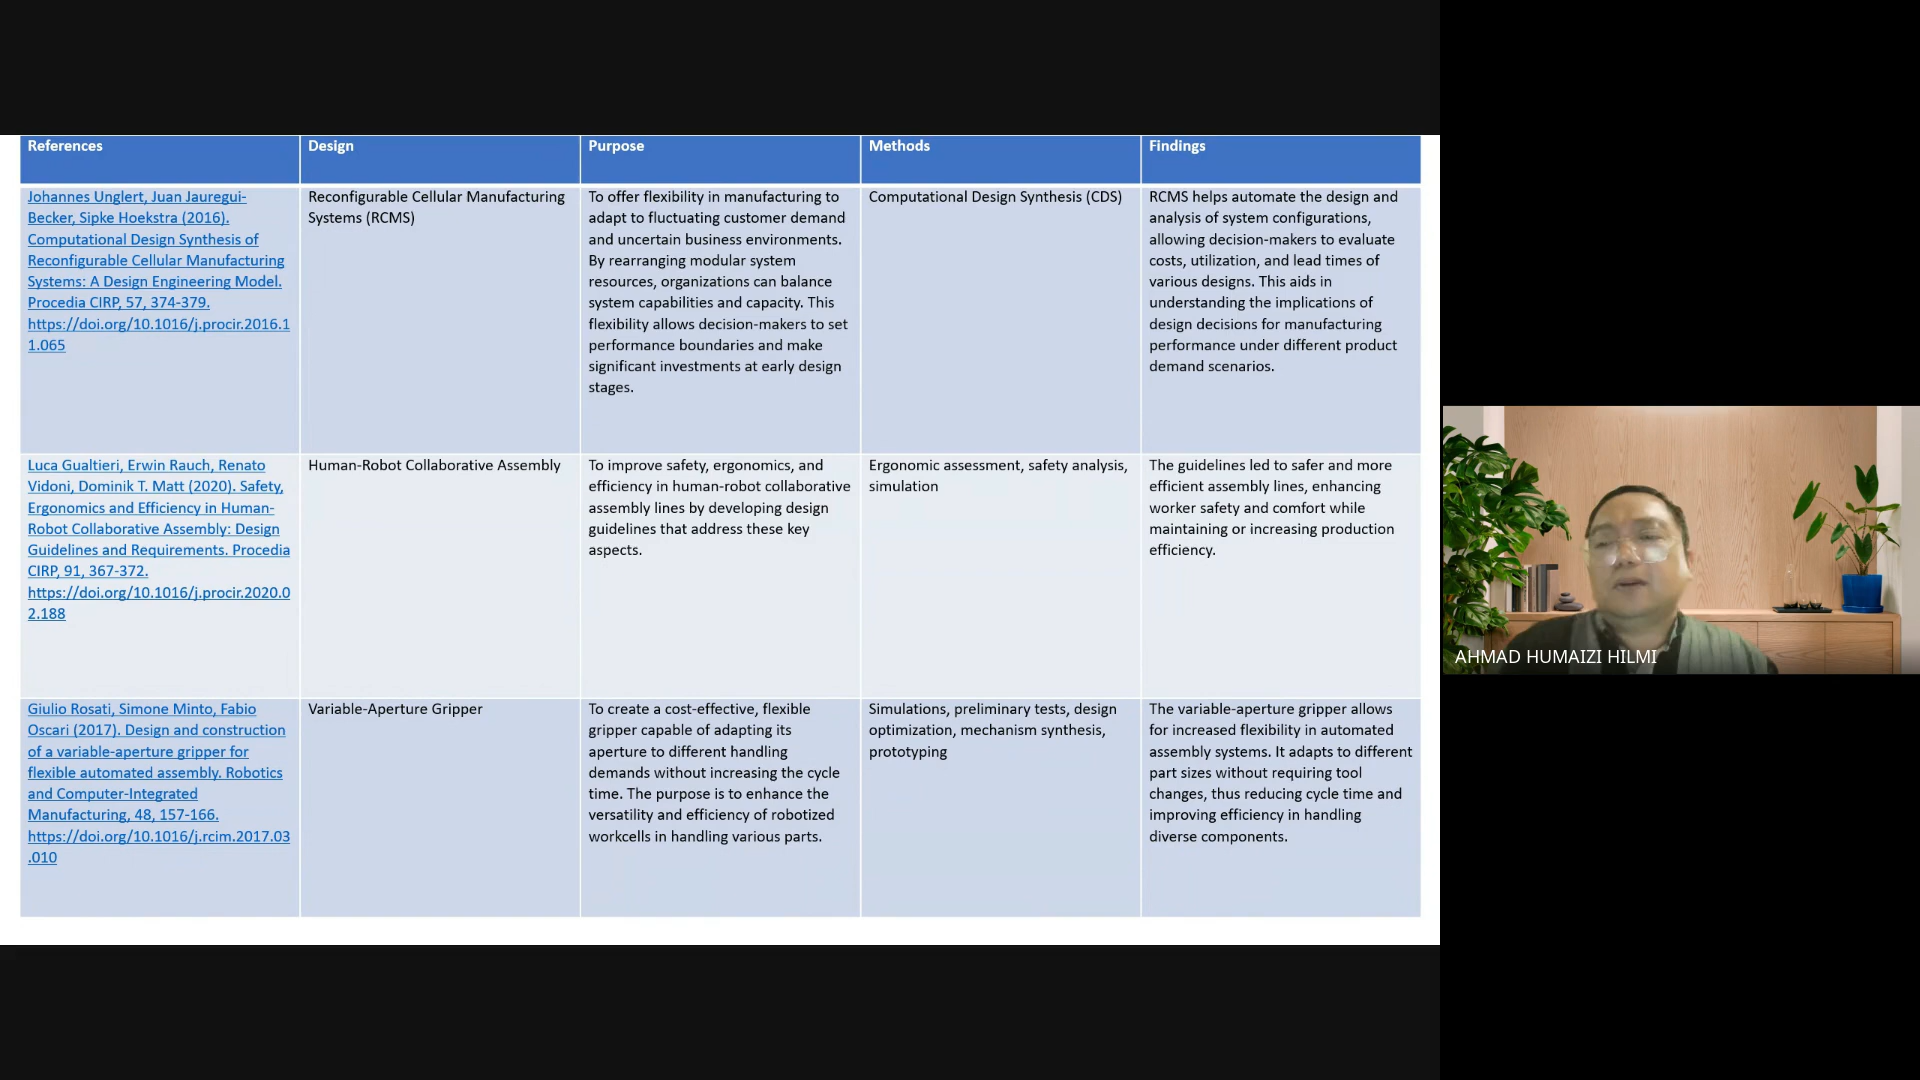 References
Design
Purpose
Methods
Findings
Johannes Unglert, Juan Jauregui-
Becker, Sipke Hoekstra (2016).
Computational Design Synthesis of
Reconfigurable Cellular Manufacturing
Systems: A Design Engineering Model.
Procedia CIRP, 57, 374-379.
https://doi.org/10.1016/j.procir.2016.1
1.065
Reconfigurable Cellular Manufacturing
Systems (RCMS)
To offer flexibility in manufacturing to
adapt to fluctuating customer demand
and uncertain business environments.
By rearranging modular system
resources, organizations can balance
system capabilities and capacity. This
flexibility allows decision-makers to set
performance boundaries and make
significant investments at early design
stages.
Computational Design Synthesis (CDS)
RCMS helps automate the design and
analysis of system configurations,
allowing decision-makers to evaluate
costs, utilization, and lead times of
various designs. This aids in
understanding the implications of
design decisions for manufacturing
performance under different product
demand scenarios.
Luca Gualtieri, Erwin Rauch, Renato
Vidoni, Dominik T. Matt (2020). Safety,
Ergonomics and Efficiency in Human-
Robot Collaborative Assembly: Design
Guidelines and Requirements. Procedia
CIRP, 91, 367-372.
https://doi.org/10.1016/j.procir.2020.0
2.188
Human-Robot Collaborative Assembly
To improve safety, ergonomics, and
efficiency in human-robot collaborative
assembly lines by developing design
guidelines that address these key
aspects.
Ergonomic assessment, safety analysis,
simulation
The guidelines led to safer and more
efficient assembly lines, enhancing
worker safety and comfort while
maintaining or increasing production
efficiency.
Giulio Rosati, Simone Minto, Fabio
Oscari (2017). Design and construction
of a variable-aperture gripper for
flexible automated assembly. Robotics
and Computer-Integrated
Manufacturing, 48, 157-166.
https://doi.org/10.1016/j.rcim.2017.03
.010
Variable-Aperture Gripper
To create a cost-effective, flexible
gripper capable of adapting its
aperture to different handling
demands without increasing the cycle
time. The purpose is to enhance the
versatility and efficiency of robotized
workcells in handling various parts.
Simulations, preliminary tests, design
optimization, mechanism synthesis,
prototyping
The variable-aperture gripper allows
for increased flexibility in automated
assembly systems. It adapts to different
part sizes without requiring tool
changes, thus reducing cycle time and
improving efficiency in handling
diverse components.
AHMAD HUMAIZI HILMI